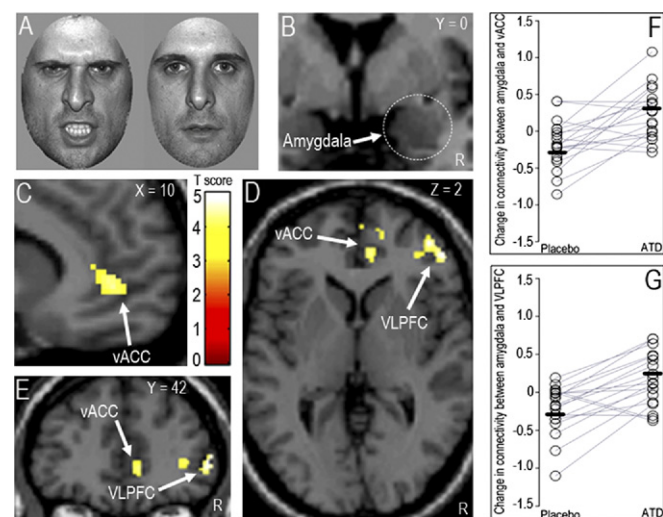 A
B
Y = 0
Amygdala
R
C
X = 10
vACC
T score
5
4
3
2
1
0
D
Z = 2
vACC
VLPFC
R
E
Y = 42
vACC
VLPFC
R
F
Change in connectivity between amygdala and vACC
1.5
1.0
0.5
0
-0.5
-1.0
-1.5
Placebo
ATD
G
Change in connectivity between amygdala and VLPFC
1.5
1.0
0.5
0
-0.5
-1.0
-1.5
Placebo
ATD